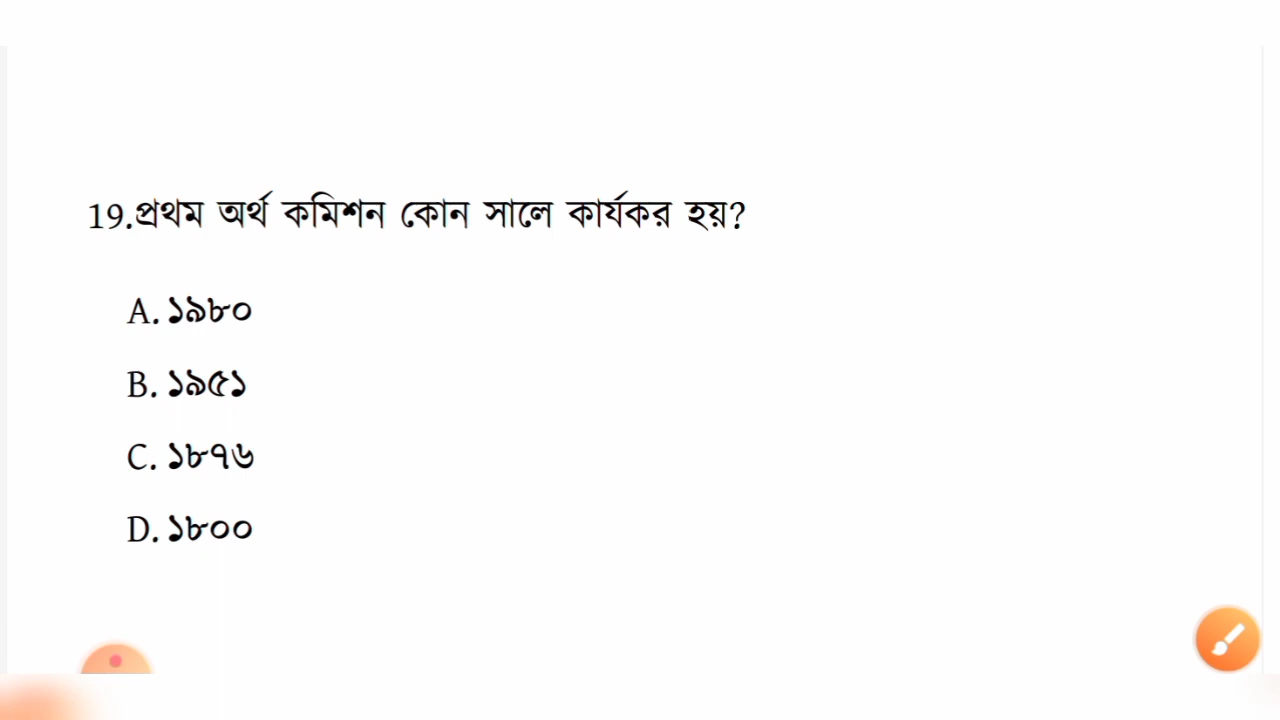 19.প্রথম অর্থ কমিশন কোন সালে কার্যকর হয়?
A. ১৯৮০
B. ১৯৫১
C. ১৮৭৬
D. ১৮০০